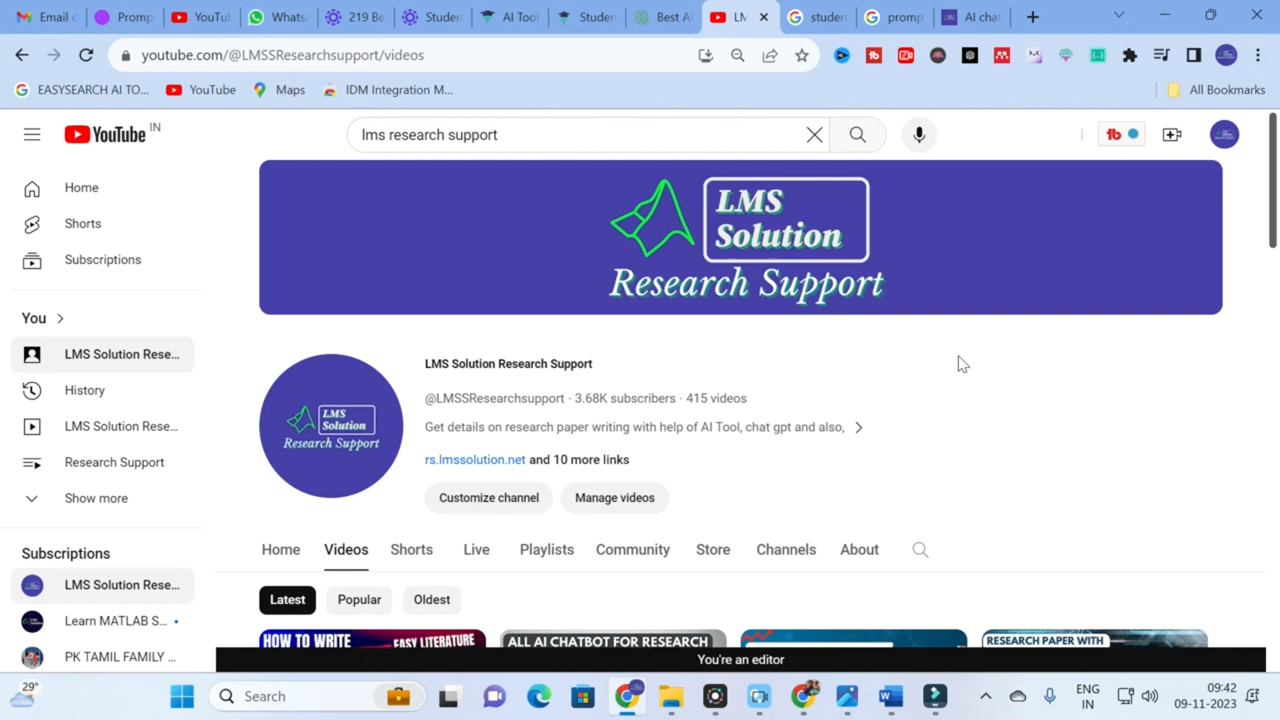 Email c
Promp
YouTul
Whats
219 Be
Studen
AI Tool
Studen
Best AI
LM
studen
promp
AI chat
youtube.com/@LMSSResearchsupport/videos
EASYSEARCH AI TO...
YouTube
Maps
IDM Integration M...
All Bookmarks
YouTube IN
lms research support
Home
Shorts
Subscriptions
You
LMS Solution Rese...
History
LMS Solution Rese...
Research Support
Show more
Subscriptions
LMS Solution Rese...
Learn MATLAB S...
PK TAMIL FAMILY ...
LMS
Solution
Research Support
LMS
Solution
Research Support
LMS Solution Research Support
@LMSSResearchsupport · 3.68K subscribers · 415 videos
Get details on research paper writing with help of AI Tool, chat gpt and also,
rs.lmssolution.net and 10 more links
Customize channel
Manage videos
Home
Videos
Shorts
Live
Playlists
Community
Store
Channels
About
Latest
Popular
Oldest
HOW TO WRITE
EASY LITERATURE
ALL AI CHATBOT FOR RESEARCH
RESEARCH PAPER WITH
You're an editor
29°
Search
ENG
IN
09:42
09-11-2023